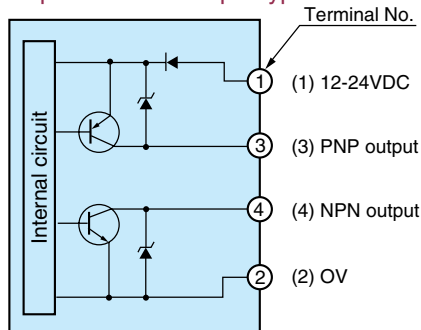 Terminal No.
Internal circuit
1 (1) 12-24VDC
3 (3) PNP output
4 (4) NPN output
2 (2) OV